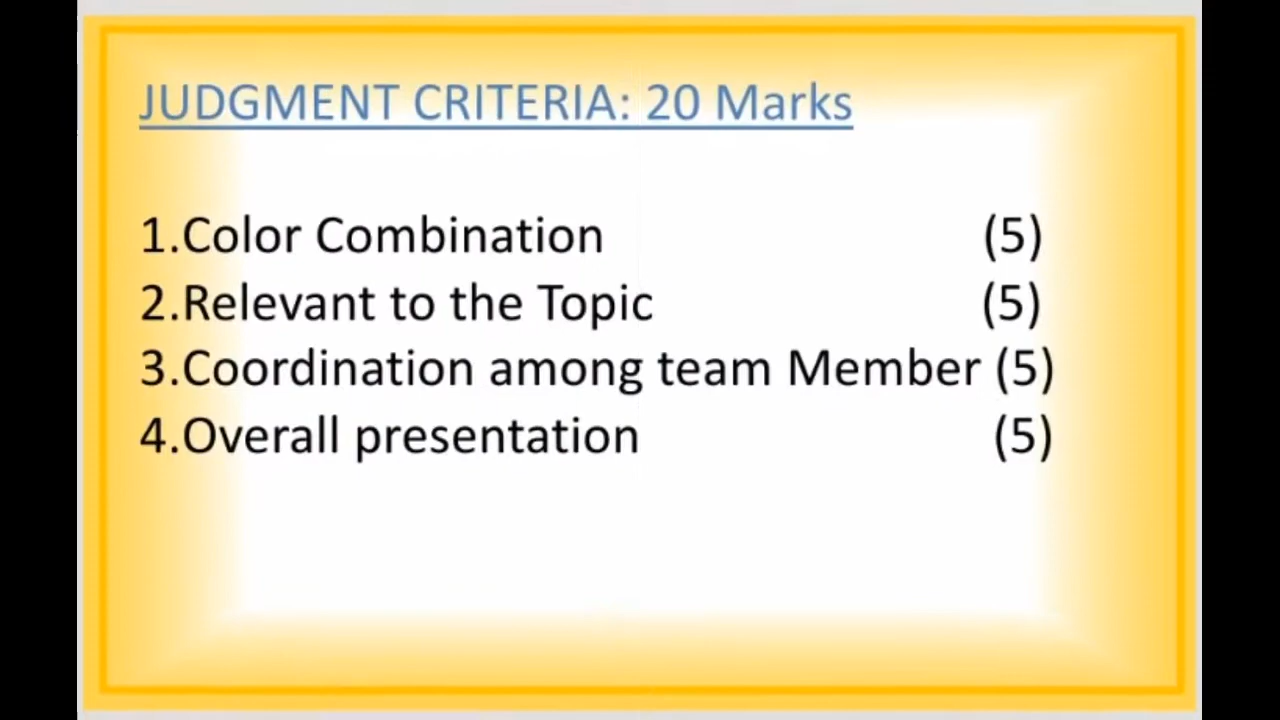 JUDGMENT CRITERIA: 20 Marks
1.Color Combination (5)
2.Relevant to the Topic (5)
3.Coordination among team Member (5)
4.Overall presentation (5)